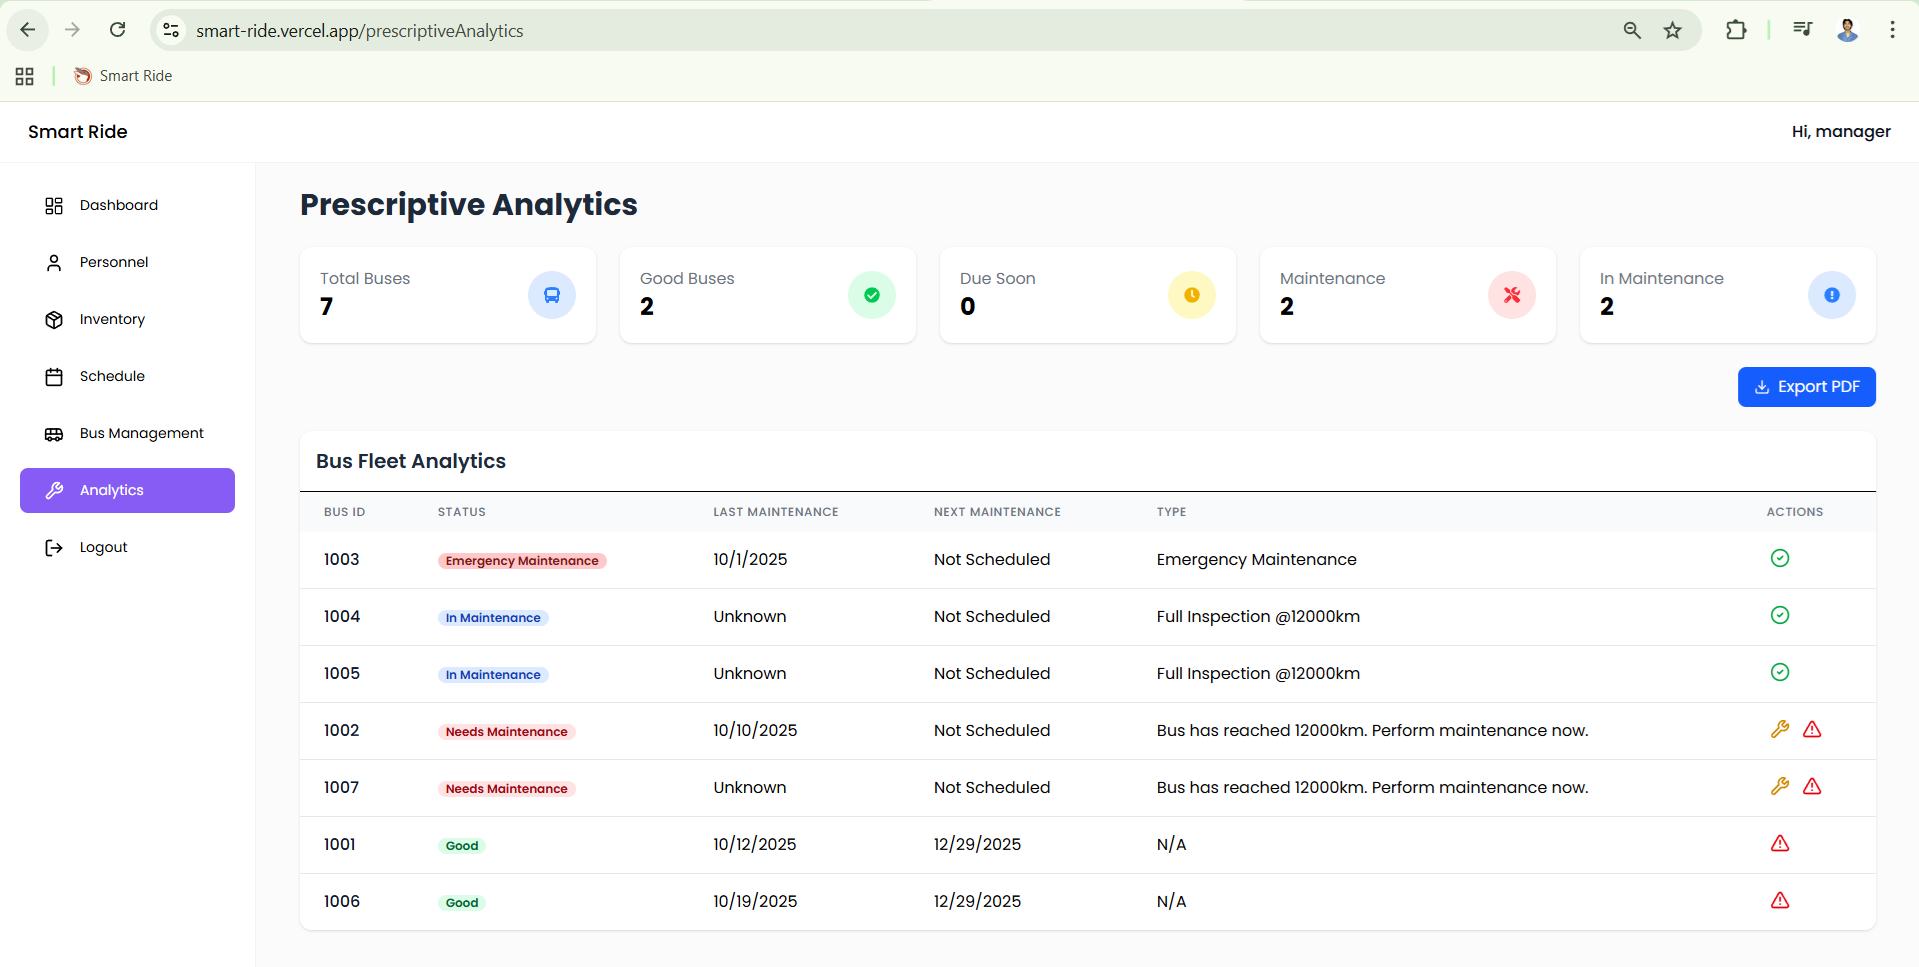 smart-ride.vercel.app/prescriptiveAnalytics
Smart Ride
Smart Ride
Hi, manager
Dashboard
Personnel
Inventory
Schedule
Bus Management
Analytics
Logout
Prescriptive Analytics
Total Buses
7
Good Buses
2
Due Soon
0
Maintenance
2
In Maintenance
2
Export PDF
Bus Fleet Analytics
BUS ID STATUS LAST MAINTENANCE NEXT MAINTENANCE TYPE ACTIONS
1003 Emergency Maintenance 10/1/2025 Not Scheduled Emergency Maintenance
1004 In Maintenance Unknown Not Scheduled Full Inspection @12000km
1005 In Maintenance Unknown Not Scheduled Full Inspection @12000km
1002 Needs Maintenance 10/10/2025 Not Scheduled Bus has reached 12000km. Perform maintenance now.
1007 Needs Maintenance Unknown Not Scheduled Bus has reached 12000km. Perform maintenance now.
1001 Good 10/12/2025 12/29/2025 N/A
1006 Good 10/19/2025 12/29/2025 N/A